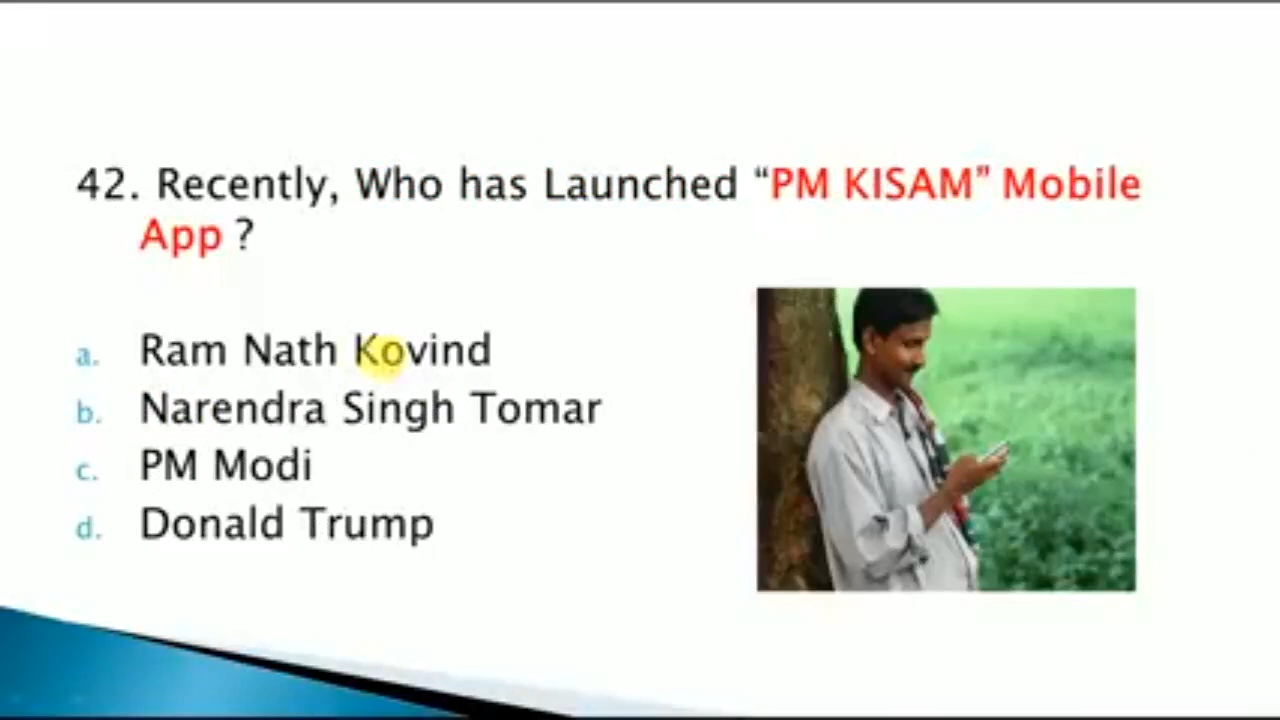 42. Recently, Who has Launched “PM KISAM” Mobile
App ?
a. Ram Nath Kovind
b. Narendra Singh Tomar
c. PM Modi
d. Donald Trump